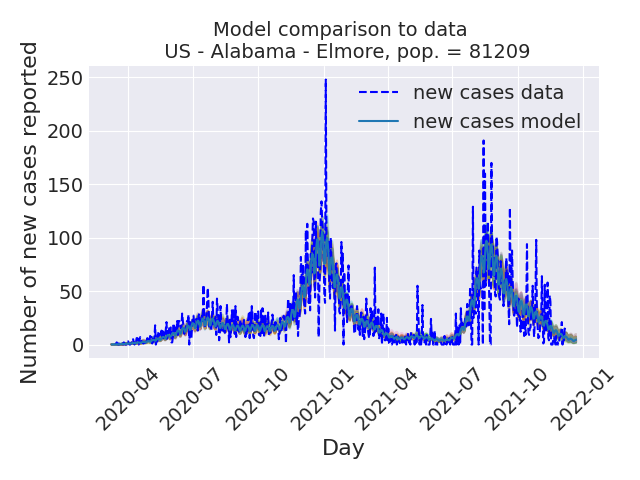 Model comparison to data
US - Alabama - Elmore, pop. = 81209
Number of new cases reported
250
200
150
100
50
0
new cases data
new cases model
2020-04
2020-07
2020-10
2021-01
2021-04
2021-07
2021-10
2022-01
Day